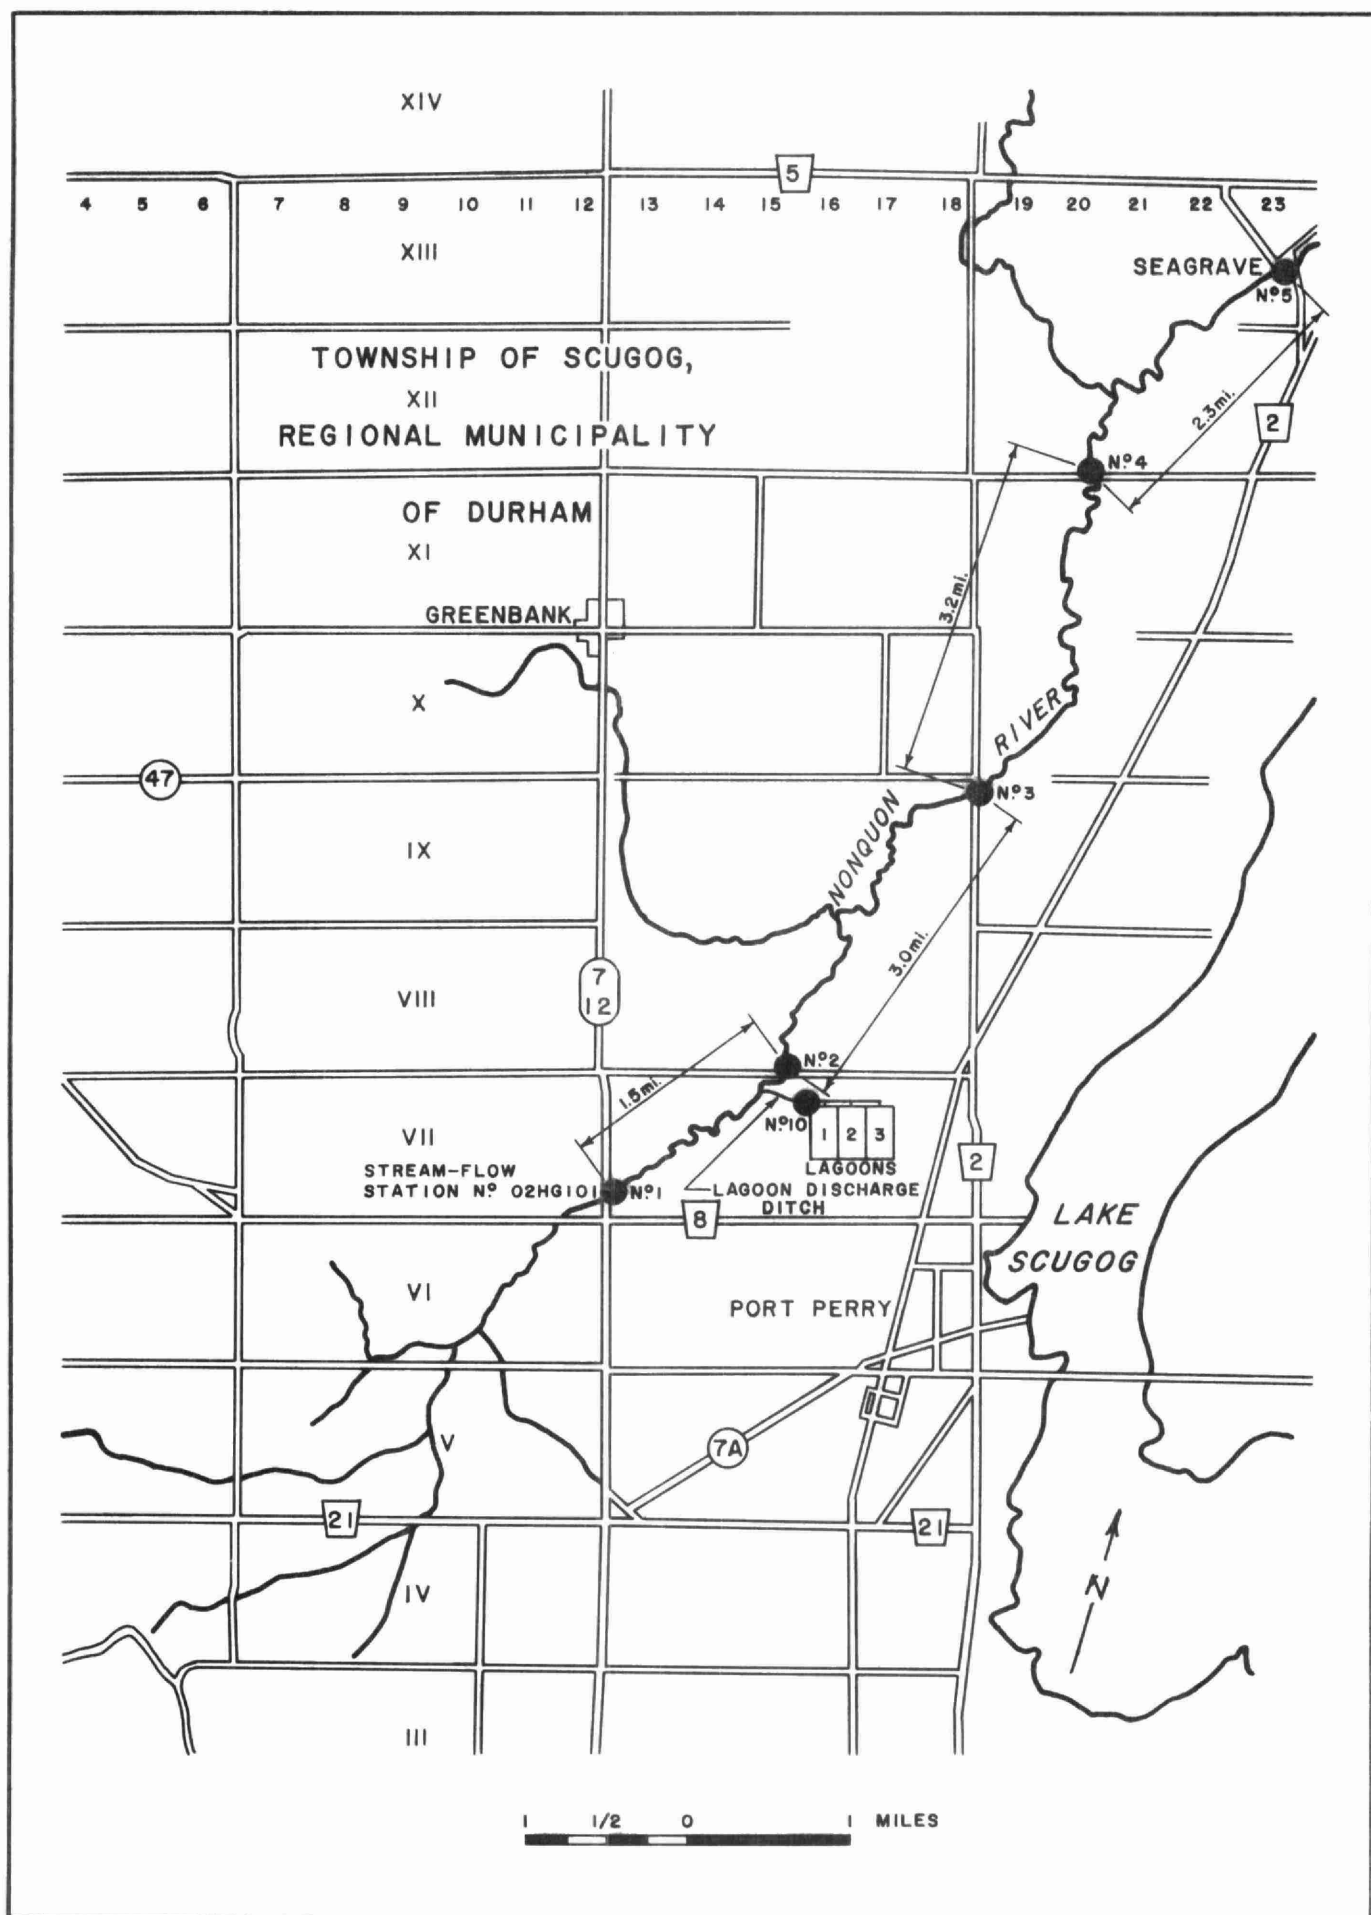 XIV
5
4 5 6 7 8 9 10 11 12 13 14 15 16 17 18 19 20 21 22 23
XIII
SEAGRAVE
Nº5
TOWNSHIP OF SCUGOG,
XII
REGIONAL MUNICIPALITY
2.3mi.
2
Nº4
OF DURHAM
XI
3.2mi.
GREENBANK
X
RIVER
47
Nº3
NONQUON
IX
3.0mi.
7
12
VIII
Nº2
1.5mi.
Nº10
1 2 3
VII
LAGOONS
2
STREAM-FLOW
STATION Nº 02HG101
Nº1
LAGOON DISCHARGE
DITCH
8
LAKE
SCUGOG
VI
PORT PERRY
V
7A
21
21
IV
N
III
1 1/2 0 1 MILES